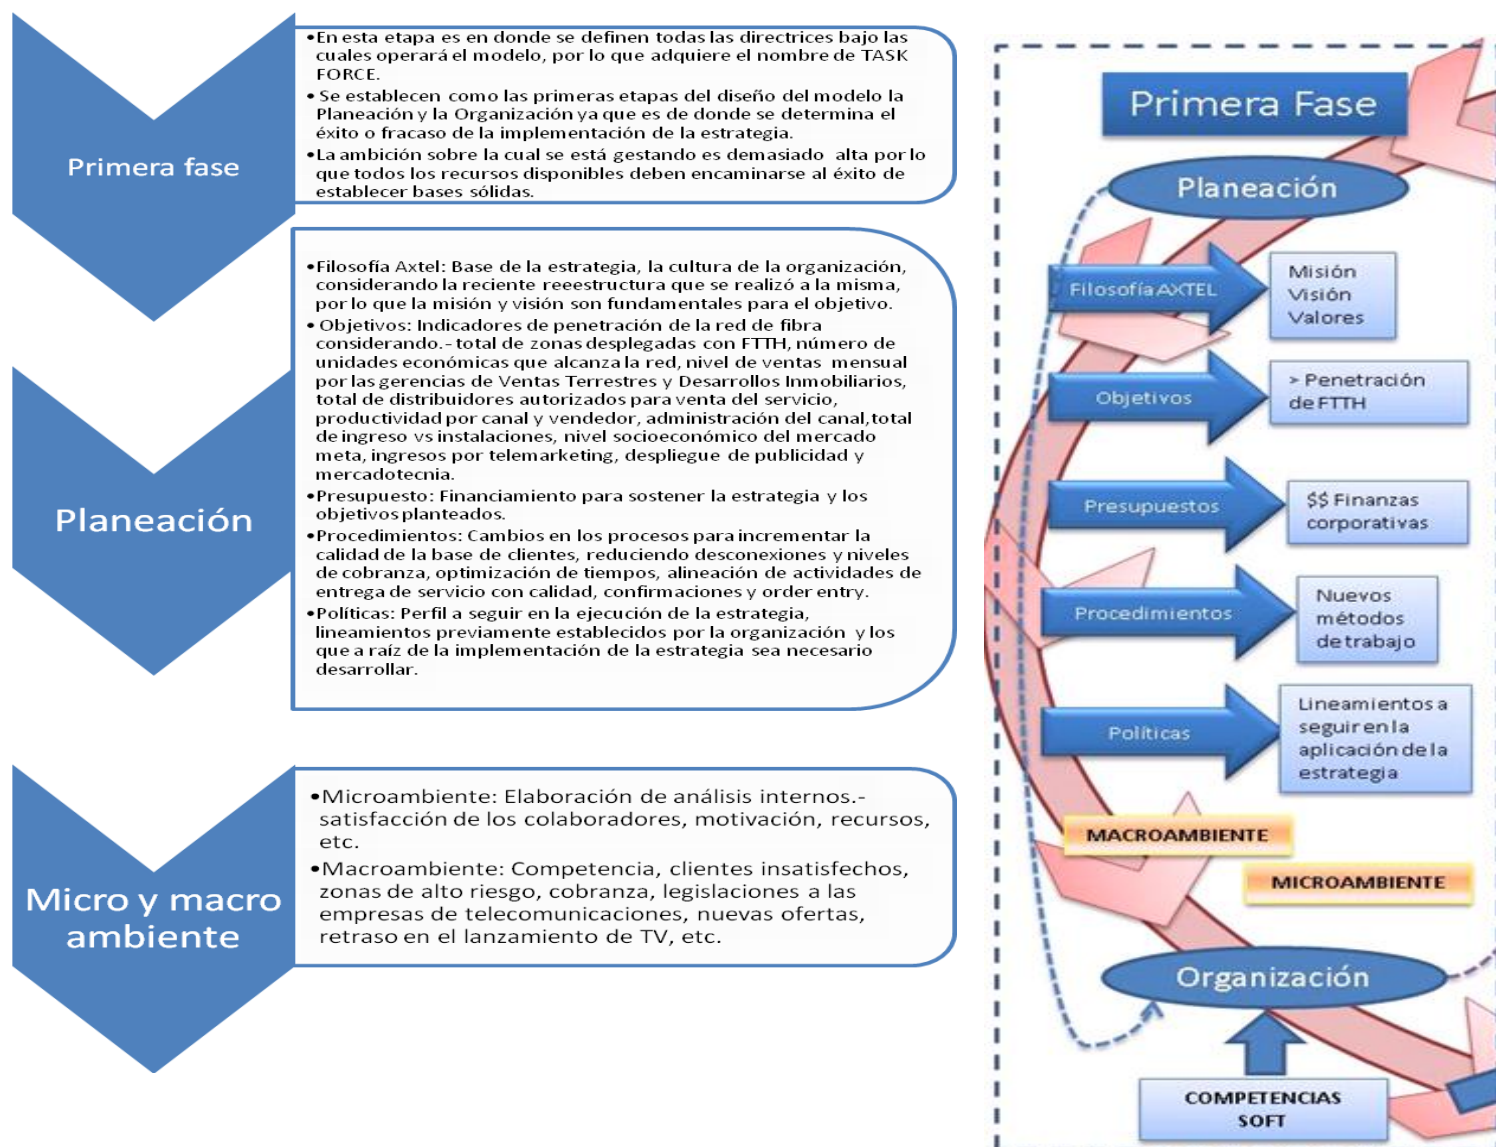 Primera fase
•En esta etapa es en donde se definen todas las directrices bajo las
cuales operará el modelo, por lo que adquiere el nombre de TASK
FORCE.
• Se establecen como las primeras etapas del diseño del modelo la
Planeación y la Organización ya que es de donde se determina el
éxito o fracaso de la implementación de la estrategia.
•La ambición sobre la cual se está gestando es demasiado alta por lo
que todos los recursos disponibles deben encaminarse al éxito de
establecer bases sólidas.
Planeación
•Filosofía Axtel: Base de la estrategia, la cultura de la organización,
considerando la reciente reeestructura que se realizó a la misma,
por lo que la misión y visión son fundamentales para el objetivo.
• Objetivos: Indicadores de penetración de la red de fibra
considerando.- total de zonas desplegadas con FTTH, número de
unidades económicas que alcanza la red, nivel de ventas mensual
por las gerencias de Ventas Terrestres y Desarrollos Inmobiliarios,
total de distribuidores autorizados para venta del servicio,
productividad por canal y vendedor, administración del canal, total
de ingreso vs instalaciones, nivel socioeconómico del mercado
meta, ingresos por telemarketing, despliegue de publicidad y
mercadotecnia.
•Presupuesto: Financiamiento para sostener la estrategia y los
objetivos planteados.
•Procedimientos: Cambios en los procesos para incrementar la
calidad de la base de clientes, reduciendo desconexiones y niveles
de cobranza, optimización de tiempos, alineación de actividades de
entrega de servicio con calidad, confirmaciones y order entry.
•Políticas: Perfil a seguir en la ejecución de la estrategia,
lineamientos previamente establecidos por la organización y los
que a raíz de la implementación de la estrategia sea necesario
desarrollar.
Micro y macro
ambiente
•Microambiente: Elaboración de análisis internos.-
satisfacción de los colaboradores, motivación, recursos,
etc.
•Macroambiente: Competencia, clientes insatisfechos,
zonas de alto riesgo, cobranza, legislaciones a las
empresas de telecomunicaciones, nuevas ofertas,
retraso en el lanzamiento de TV, etc.
Primera Fase
Planeación
Filosofía AXTEL
Misión
Visión
Valores
Objetivos
> Penetración
de FTTH
Presupuestos
$$ Finanzas
corporativas
Procedimientos
Nuevos
métodos
de trabajo
Políticas
Lineamientos a
seguir en la
aplicación de la
estrategia
MACROAMBIENTE
MICROAMBIENTE
Organización
COMPETENCIAS
SOFT